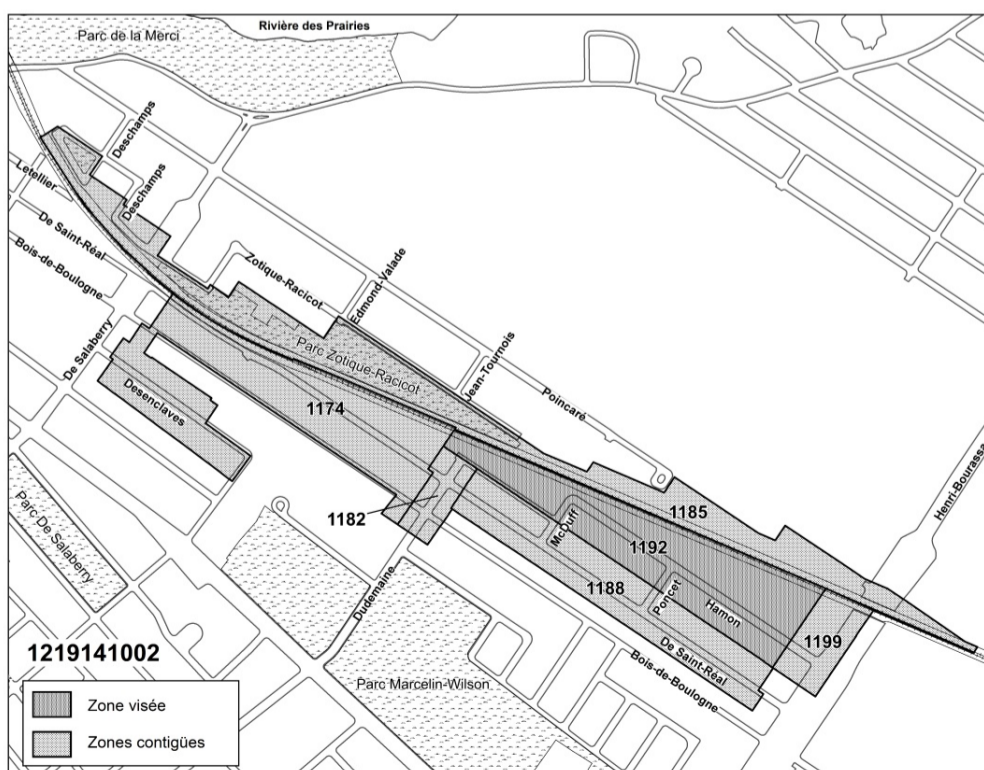 Rivière des Prairies
Parc de la Merci
Deschamps
Letellier
Deschamps
De Saint-Réal
Bois-de-Boulogne
Zotique-Racicot
Edmond-Valade
De Salaberry
Parc Zotique-Racicot
Jean-Tournois
Desenclaves
1174
Poincaré
Henri-Bourassa
Parc De Salaberry
1182
1185
McDuff
1192
1188
Poncet
Hamon
Dudemaine
1199
De Saint-Réal
Bois-de-Boulogne
Parc Marcelin-Wilson
1219141002
Zone visée
Zones contigües